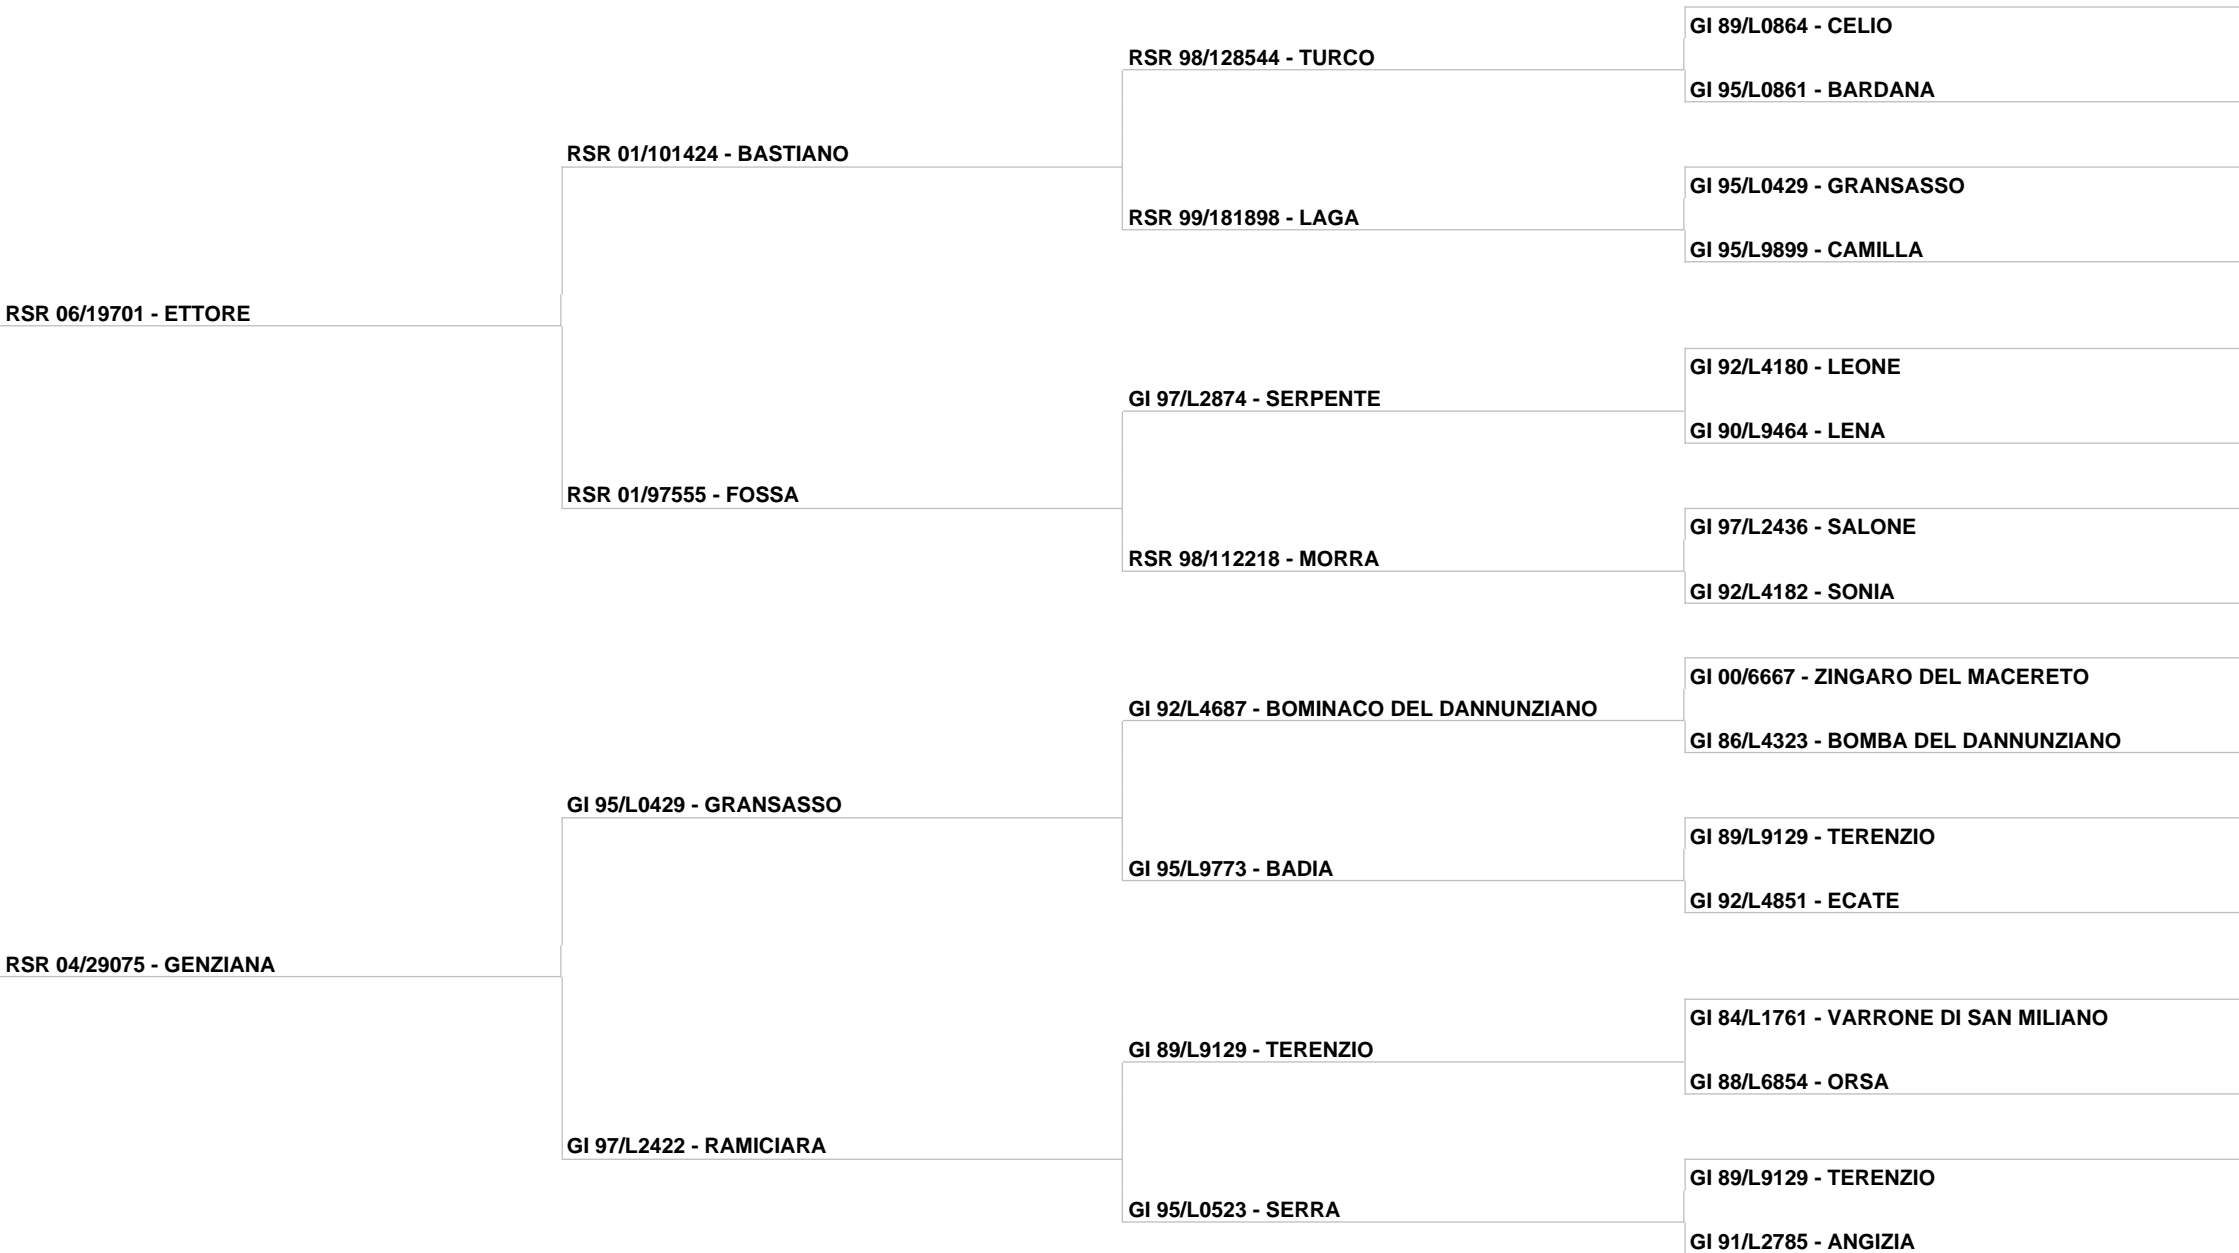 GI 89/L0864 - CELIO
RSR 98/128544 - TURCO
GI 95/L0861 - BARDANA
RSR 01/101424 - BASTIANO
GI 95/L0429 - GRANSASSO
RSR 99/181898 - LAGA
GI 95/L9899 - CAMILLA
RSR 06/19701 - ETTORE
GI 92/L4180 - LEONE
GI 97/L2874 - SERPENTE
GI 90/L9464 - LENA
RSR 01/97555 - FOSSA
GI 97/L2436 - SALONE
RSR 98/112218 - MORRA
GI 92/L4182 - SONIA
GI 00/6667 - ZINGARO DEL MACERETO
GI 92/L4687 - BOMINACO DEL DANNUNZIANO
GI 86/L4323 - BOMBA DEL DANNUNZIANO
GI 95/L0429 - GRANSASSO
GI 89/L9129 - TERENZIO
GI 95/L9773 - BADIA
GI 92/L4851 - ECATE
RSR 04/29075 - GENZIANA
GI 84/L1761 - VARRONE DI SAN MILIANO
GI 89/L9129 - TERENZIO
GI 88/L6854 - ORSA
GI 97/L2422 - RAMICIARA
GI 89/L9129 - TERENZIO
GI 95/L0523 - SERRA
GI 91/L2785 - ANGIZIA